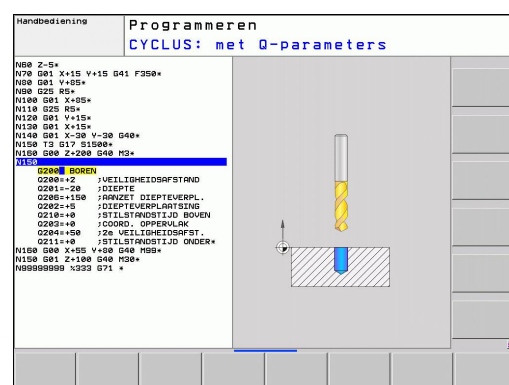 Handbediening
Programmeren
CYCLUS: met Q-parameters
N60 Z-5*
N70 G01 X+15 Y+15 G41 F350*
N80 G01 Y+85*
N90 G25 R5*
N100 G01 X+85*
N110 G25 R5*
N120 G01 Y+15*
N130 G01 X+15*
N140 G01 X-30 Y-30 G40*
N150 T3 G17 S1500*
N160 G00 Z+200 G40 M3*
N150
G200 BOREN
Q200=+2 ;VEILIGHEIDSAFSTAND
Q201=-20 ;DIEPTE
Q206=+150 ;AANZET DIEPTEVERPL.
Q202=+5 ;DIEPTEVERPLAATSING
Q210=+0 ;STILSTANDSTIJD BOVEN
Q203=+0 ;COORD. OPPERVLAK
Q204=+50 ;2e VEILIGHEIDSAFST.
Q211=+0 ;STILSTANDSTIJD ONDER*
N160 G00 X+55 Y+80 G40 M99*
N150 G01 Z+100 G40 M30*
N99999999 %333 G71 *